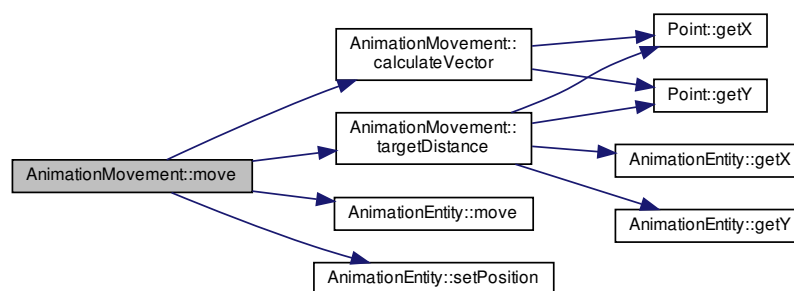 AnimationMovement::move
AnimationMovement::
calculateVector
AnimationMovement::
targetDistance
AnimationEntity::move
AnimationEntity::setPosition
Point::getX
Point::getY
AnimationEntity::getX
AnimationEntity::getY